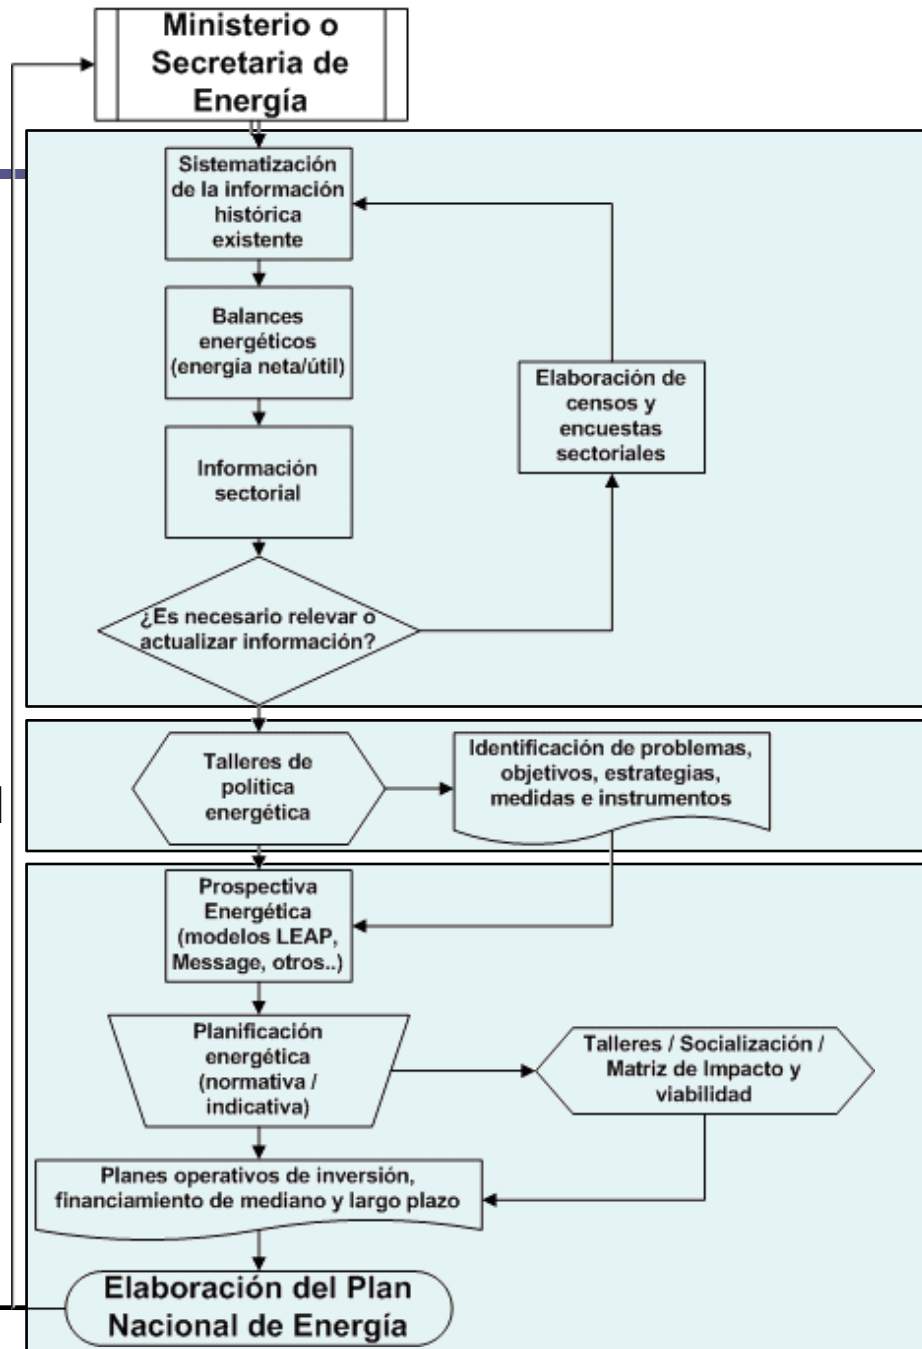 Ministerio o
Secretaria de
Energía
Sistematización
de la información
histórica
existente
Balances
energéticos
(energía neta/útil)
Elaboración de
censos y
encuestas
sectoriales
Información
sectorial
¿Es necesario relevar o
actualizar información?
Talleres de
política
energética
Identificación de problemas,
objetivos, estrategias,
medidas e instrumentos
Prospectiva
Energética
(modelos LEAP,
Message, otros..)
Planificación
energética
(normativa /
indicativa)
Talleres / Socialización /
Matriz de Impacto y
viabilidad
Planes operativos de inversión,
financiamiento de mediano y largo plazo
Elaboración del Plan
Nacional de Energía